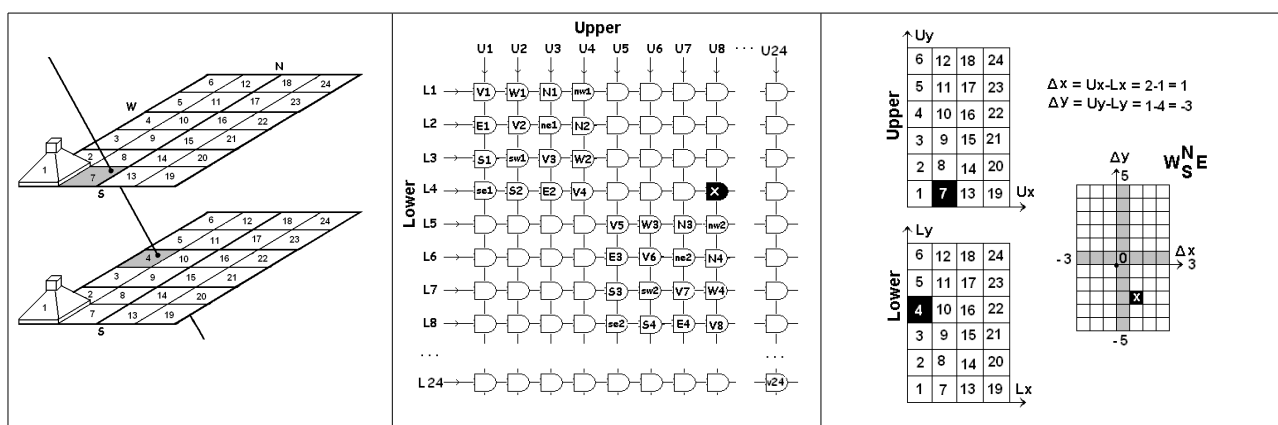 N
6 12 18 24
W
5 11 17 23
4 10 16 22
3 9 15 21
1 2 8 14 20
7 13 19
S
6 12 18 24
5 11 17 23
4 10 16 22
3 9 15 21
1 2 8 14 20
7 13 19
S
Upper
U1 U2 U3 U4 U5 U6 U7 U8 ... U24
Lower
L1 V1 W1 N1 nw1
L2 E1 V2 ne1 N2
L3 S1 sw1 V3 W2
L4 se1 S2 E2 V4 X
L5 V5 W3 N3 nw2
L6 E3 V6 ne2 N4
L7 S3 sw2 V7 W4
L8 se2 S4 E4 V8
... ...
L24 v24
Uy
Upper
6 12 18 24
5 11 17 23
4 10 16 22
3 9 15 21
2 8 14 20
1 7 13 19 Ux
Ly
Lower
6 12 18 24
5 11 17 23
4 10 16 22
3 9 15 21
2 8 14 20
1 7 13 19 Lx
Δx = Ux-Lx = 2-1 = 1
Δy = Uy-Ly = 1-4 = -3
Δy W N S E
5
Δx
-3 0 3
X
-5